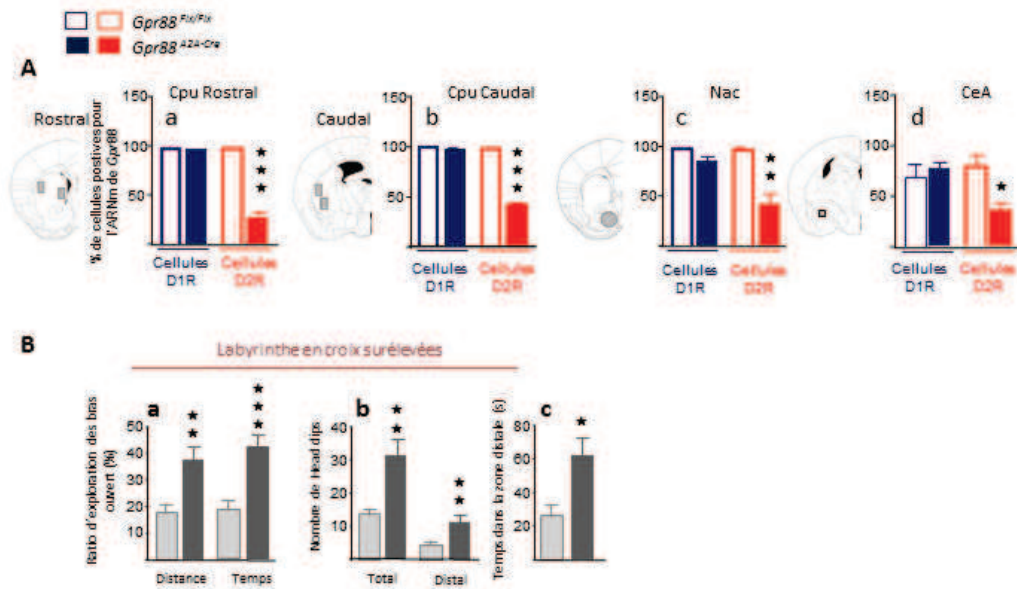 Gpr88 Flx/Flx
Gpr88 A2A-Cre
A
Rostral
% de cellules postives pour
l'ARNm de Gpr88
Cpu Rostral
a
150
100
50
Cellules
D1R
Cellules
D2R
★★★
Caudal
Cpu Caudal
b
150
100
50
Cellules
D1R
Cellules
D2R
★★★
Nac
c
150
100
50
Cellules
D1R
Cellules
D2R
★★
CeA
d
150
100
50
Cellules
D1R
Cellules
D2R
★
B
Labyrinthe en croix surélevées
Ratio d'exploration des bras
ouvert (%)
a
50
40
30
20
10
★★
★★★
Distance
Temps
Nombre de Head dips
b
40
30
20
10
★★
★★
Total
Distal
Temps dans la zone distale (s)
c
80
60
40
20
★